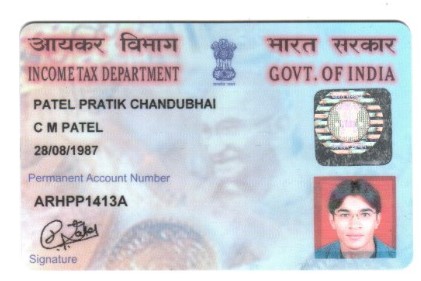 आयकर विभाग
भारत सरकार
INCOME TAX DEPARTMENT
GOVT. OF INDIA
PATEL PRATIK CHANDUBHAI
C M PATEL
28/08/1987
Permanent Account Number
ARHPP1413A
Signature